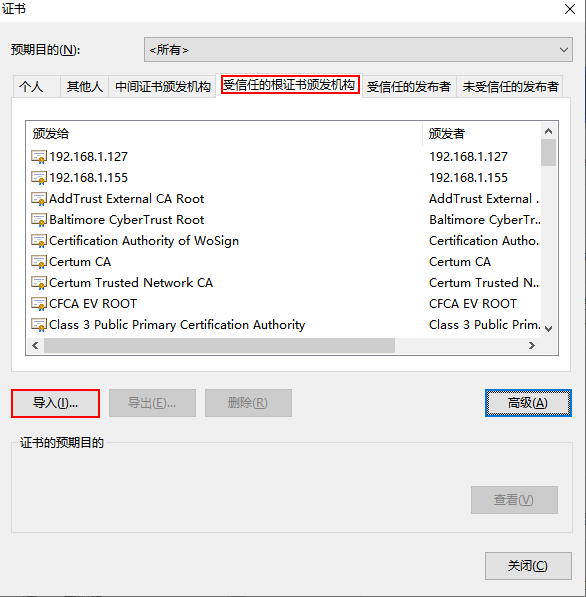 证书
预期目的(N):
<所有>
个人 其他人 中间证书颁发机构 受信任的根证书颁发机构 受信任的发布者 未受信任的发布者
颁发给 颁发者
192.168.1.127 192.168.1.127
192.168.1.155 192.168.1.155
AddTrust External CA Root AddTrust External ...
Baltimore CyberTrust Root Baltimore CyberTr...
Certification Authority of WoSign Certification Autho...
Certum CA Certum CA
Certum Trusted Network CA Certum Trusted N...
CFCA EV ROOT CFCA EV ROOT
Class 3 Public Primary Certification Authority Class 3 Public Prim...
导入(I)... 导出(E)... 删除(R) 高级(A)
证书的预期目的
查看(V)
关闭(C)